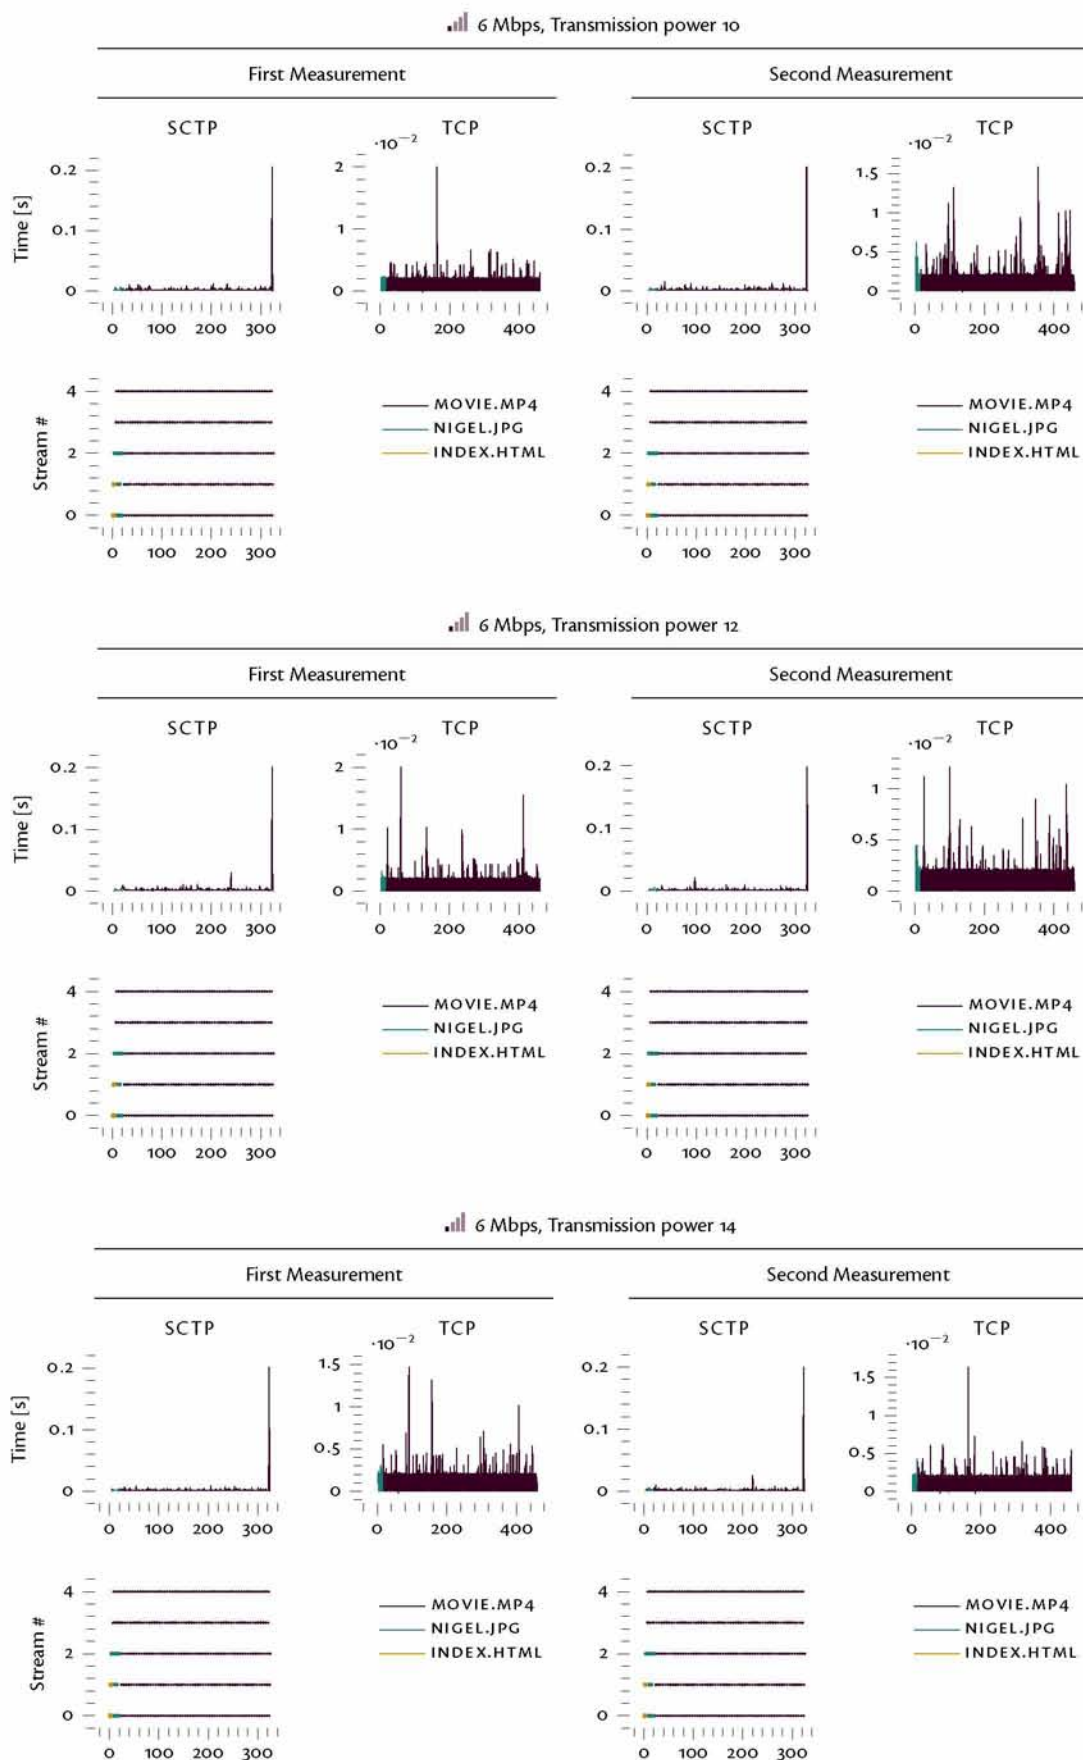 6 Mbps, Transmission power 10
First Measurement Second Measurement
SCTP TCP SCTP TCP
·10−2 ·10−2
Time [s]
0.2 0.1 0
0 100 200 300
2 1 0
0 200 400
0.2 0.1 0
0 100 200 300
1.5 1 0.5 0
0 200 400
Stream #
4 2 0
0 100 200 300
MOVIE.MP4
NIGEL.JPG
INDEX.HTML
4 2 0
0 100 200 300
MOVIE.MP4
NIGEL.JPG
INDEX.HTML
6 Mbps, Transmission power 12
First Measurement Second Measurement
SCTP TCP SCTP TCP
·10−2 ·10−2
Time [s]
0.2 0.1 0
0 100 200 300
2 1 0
0 200 400
0.2 0.1 0
0 100 200 300
1 0.5 0
0 200 400
Stream #
4 2 0
0 100 200 300
MOVIE.MP4
NIGEL.JPG
INDEX.HTML
4 2 0
0 100 200 300
MOVIE.MP4
NIGEL.JPG
INDEX.HTML
6 Mbps, Transmission power 14
First Measurement Second Measurement
SCTP TCP SCTP TCP
·10−2 ·10−2
Time [s]
0.2 0.1 0
0 100 200 300
1.5 1 0.5 0
0 200 400
0.2 0.1 0
0 100 200 300
1.5 1 0.5 0
0 200 400
Stream #
4 2 0
0 100 200 300
MOVIE.MP4
NIGEL.JPG
INDEX.HTML
4 2 0
0 100 200 300
MOVIE.MP4
NIGEL.JPG
INDEX.HTML